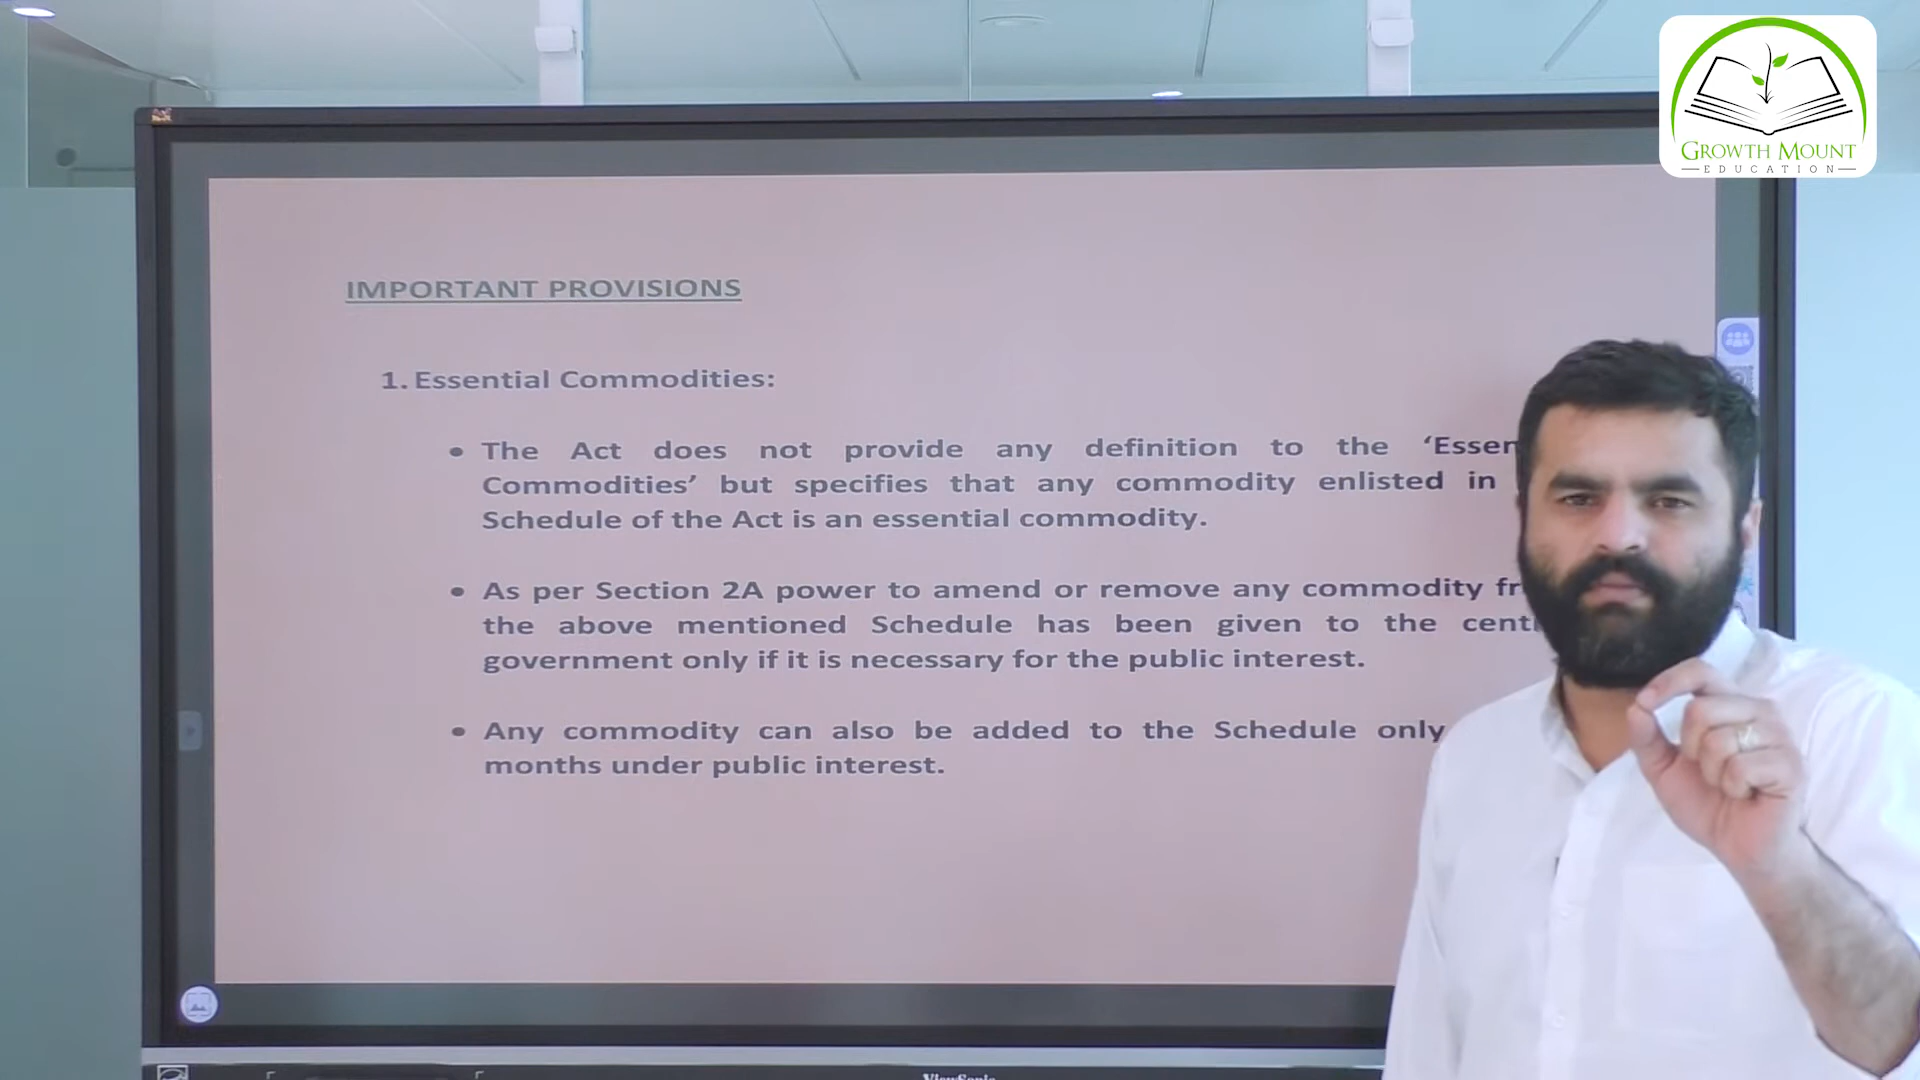 GROWTH MOUNT
EDUCATION
IMPORTANT PROVISIONS
1. Essential Commodities:
• The Act does not provide any definition to the ‘Essen
Commodities’ but specifies that any commodity enlisted in
Schedule of the Act is an essential commodity.
• As per Section 2A power to amend or remove any commodity fr
the above mentioned Schedule has been given to the cent
government only if it is necessary for the public interest.
• Any commodity can also be added to the Schedule only
months under public interest.
ViewSonic